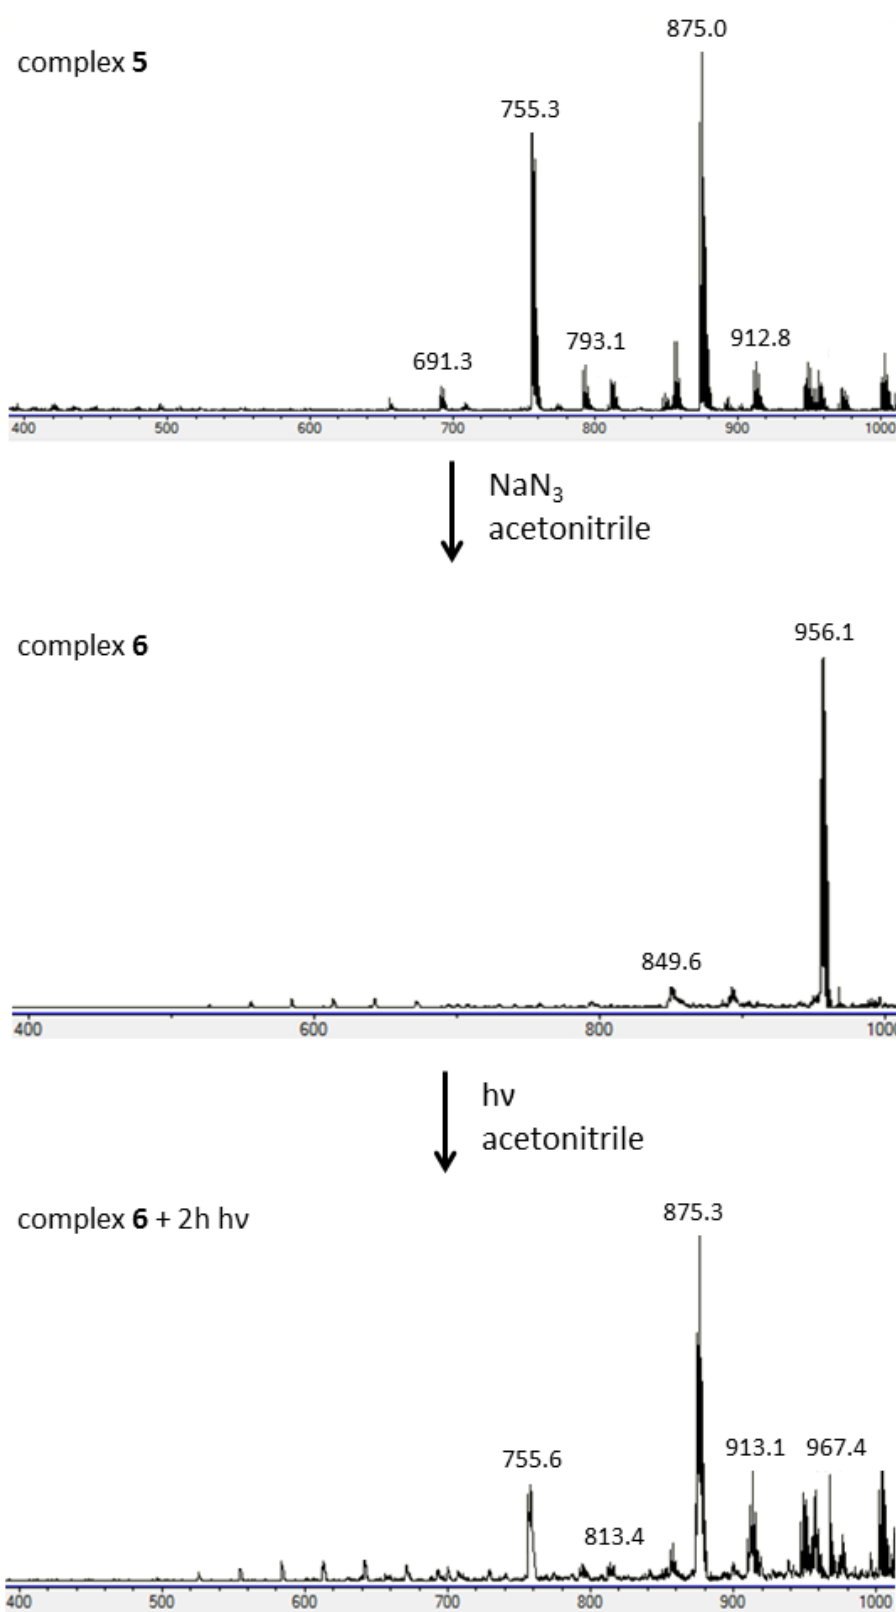 875.0
complex 5
755.3
793.1
912.8
691.3
400 500 600 700 800 900 1000
NaN₃
acetonitrile
956.1
complex 6
849.6
400 600 800 100
hν
acetonitrile
875.3
complex 6 + 2h hν
913.1 967.4
755.6
813.4
400 500 600 700 800 900 1000